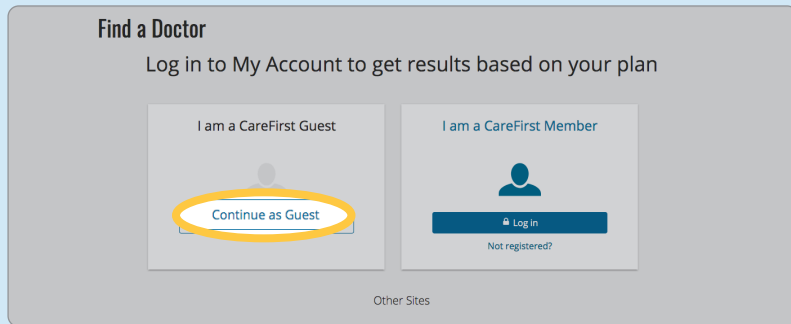 Find a Doctor
Log in to My Account to get results based on your plan
I am a CareFirst Guest
Continue as Guest
I am a CareFirst Member
Log in
Not registered?
Other Sites